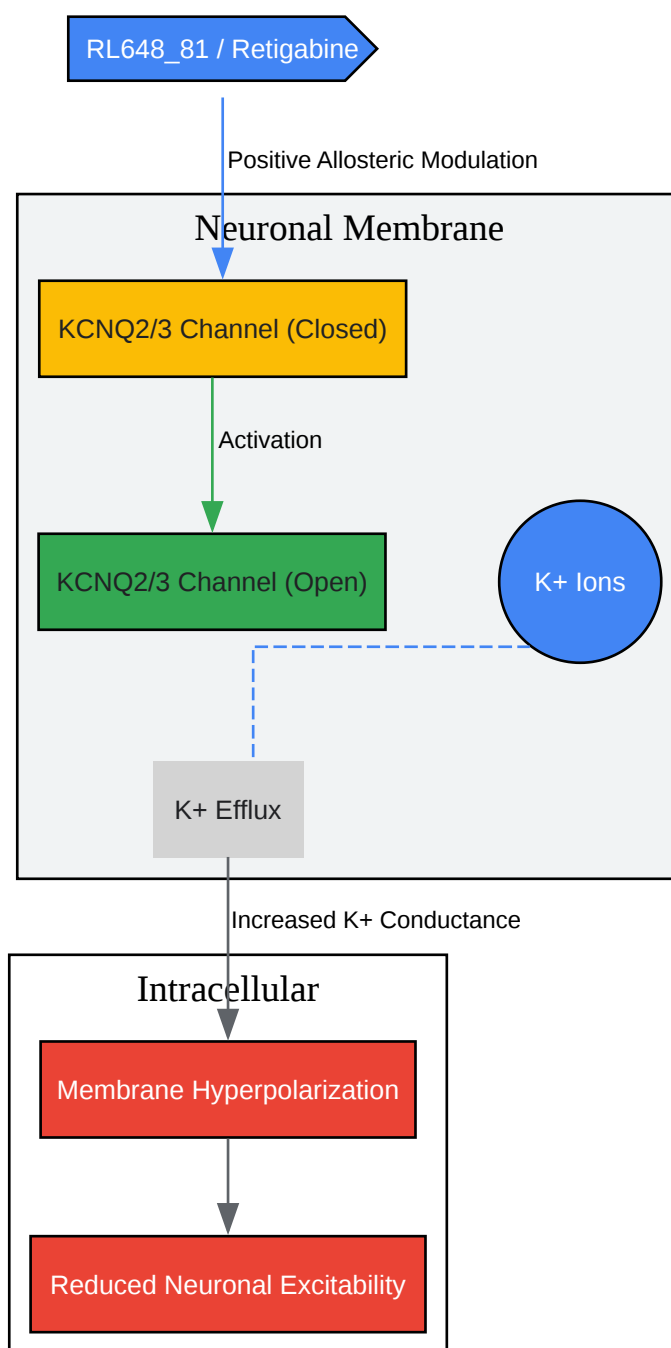 RL648_81 / Retigabine
Positive Allosteric Modulation
Neuronal Membrane
KCNQ2/3 Channel (Closed)
Activation
KCNQ2/3 Channel (Open)
K+ Ions
K+ Efflux
Increased K+ Conductance
Intracellular
Membrane Hyperpolarization
Reduced Neuronal Excitability